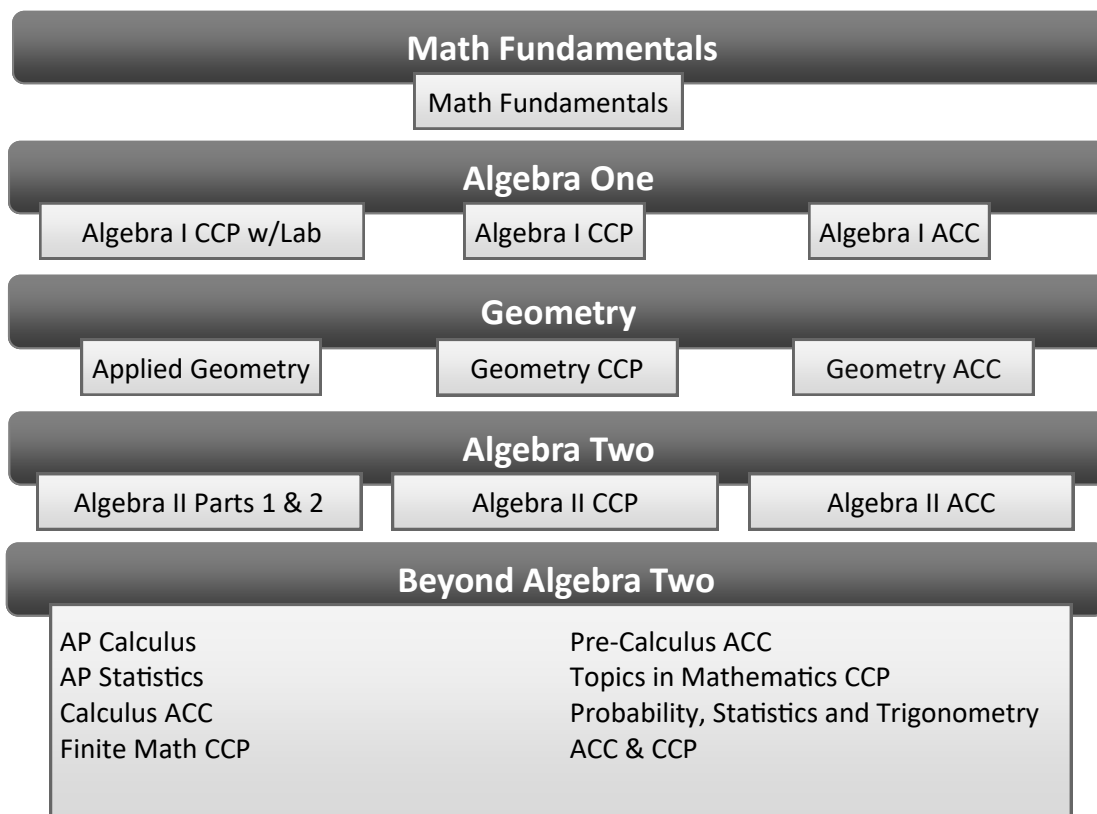 Math Fundamentals
Math Fundamentals
Algebra One
Algebra I CCP w/Lab
Algebra I CCP
Algebra I ACC
Geometry
Applied Geometry
Geometry CCP
Geometry ACC
Algebra Two
Algebra II Parts 1 & 2
Algebra II CCP
Algebra II ACC
Beyond Algebra Two
AP Calculus
AP Statistics
Calculus ACC
Finite Math CCP
Pre-Calculus ACC
Topics in Mathematics CCP
Probability, Statistics and Trigonometry
ACC & CCP